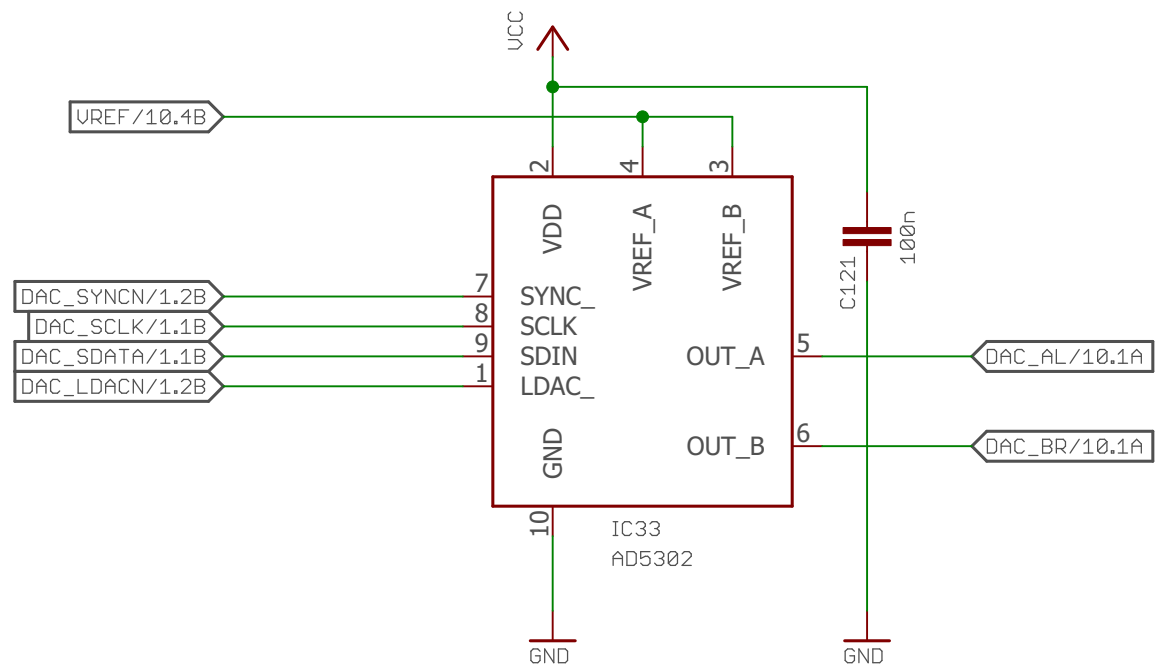 VCC
VREF/10.4B
2
4
3
VDD
VREF_A
VREF_B
100n
C121
DAC_SYNCN/1.2B
7
SYNC_
DAC_SCLK/1.1B
8
SCLK
DAC_SDATA/1.1B
9
SDIN
OUT_A
5
DAC_AL/10.1A
DAC_LDACN/1.2B
1
LDAC_
GND
OUT_B
6
DAC_BR/10.1A
10
IC33
AD5302
GND
GND